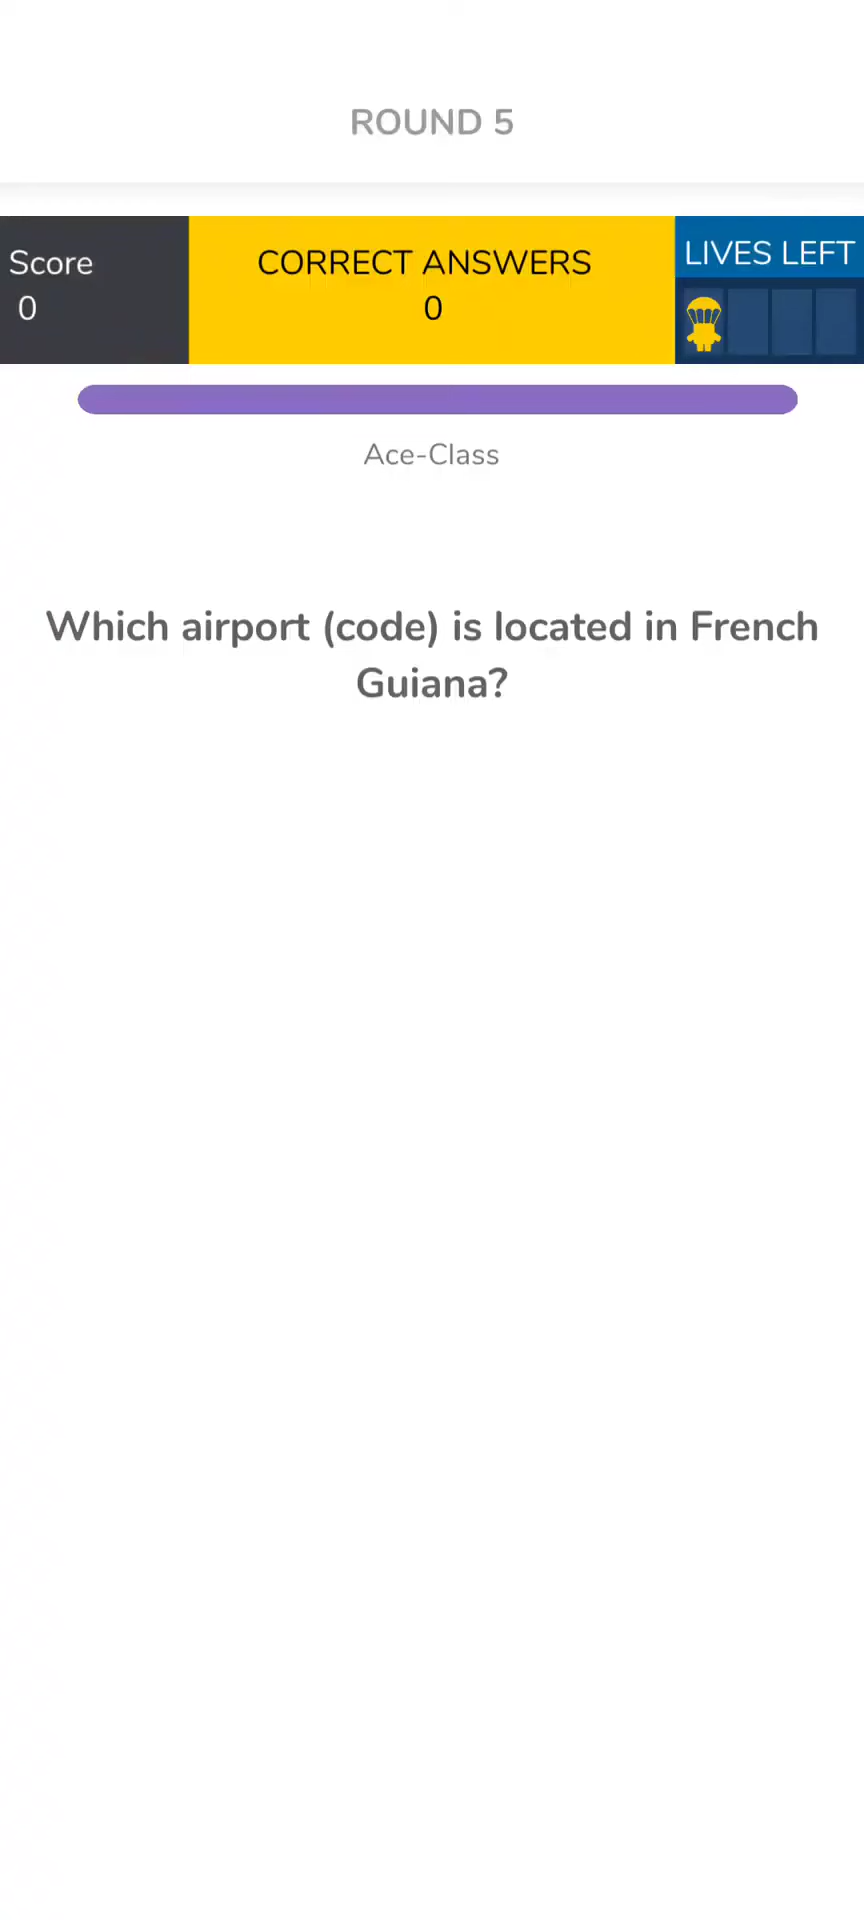 ROUND 5
Score
0
CORRECT ANSWERS
0
LIVES LEFT
Ace-Class
Which airport (code) is located in French
Guiana?